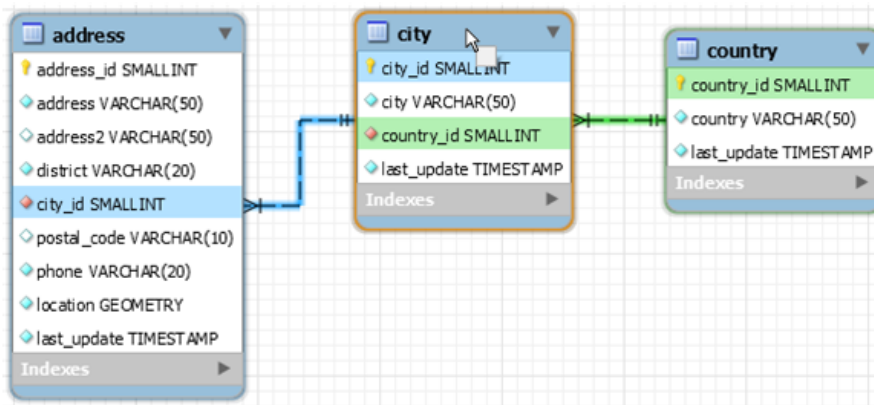 address
address_id SMALLINT
address VARCHAR(50)
address2 VARCHAR(50)
district VARCHAR(20)
city_id SMALLINT
postal_code VARCHAR(10)
phone VARCHAR(20)
location GEOMETRY
last_update TIMESTAMP
Indexes
city
city_id SMALLINT
city VARCHAR(50)
country_id SMALLINT
last_update TIMESTAMP
Indexes
country
country_id SMALLINT
country VARCHAR(50)
last_update TIMESTAMP
Indexes